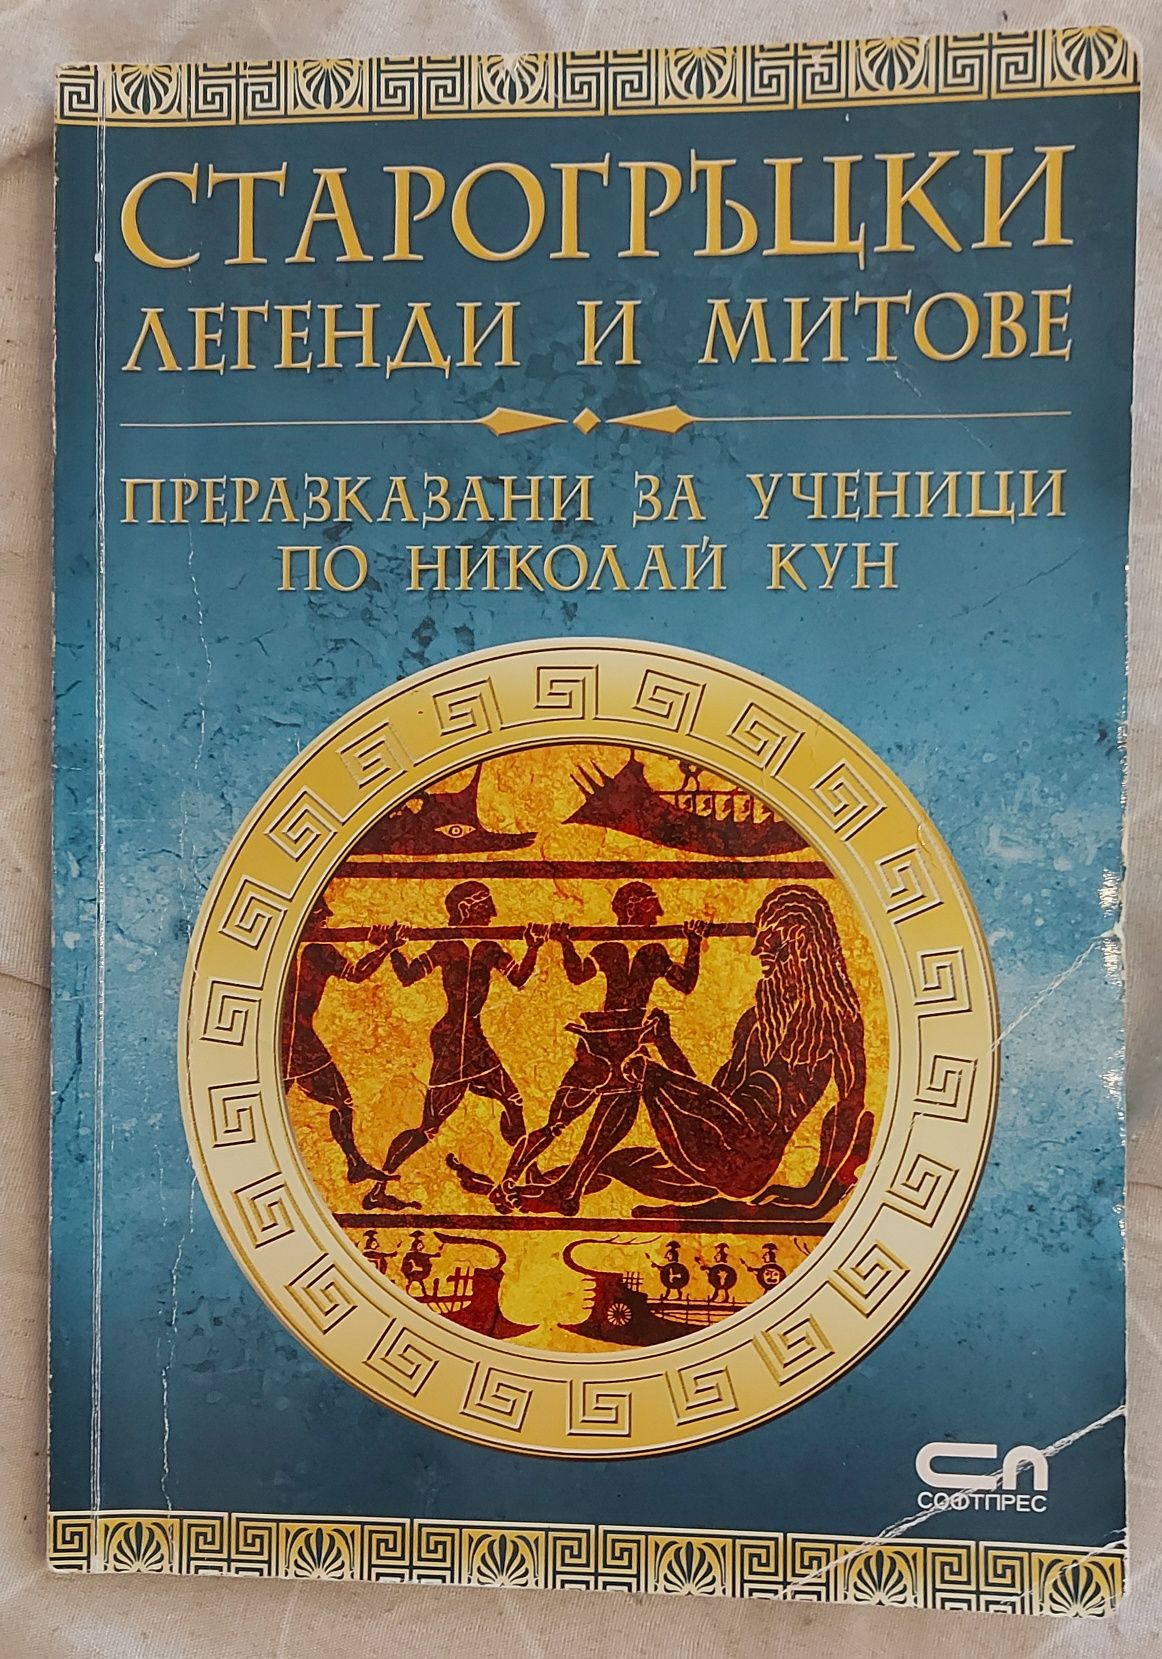 СТАРОГРЪЦКИ
ЛЕГЕНДИ И МИТОВЕ
ПРЕРАЗКАЗАНИ ЗА УЧЕНИЦИ
ПО НИКОЛАЙ КУН
СП
СОФТПРЕС